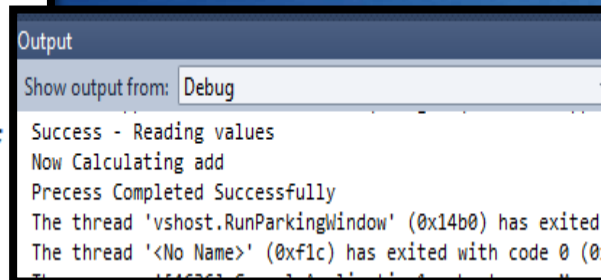 Output
Show output from: Debug
Success - Reading values
Now Calculating add
Precess Completed Successfully
The thread 'vshost.RunParkingWindow' (0x14b0) has exited
The thread '<No Name>' (0xf1c) has exited with code 0 (0